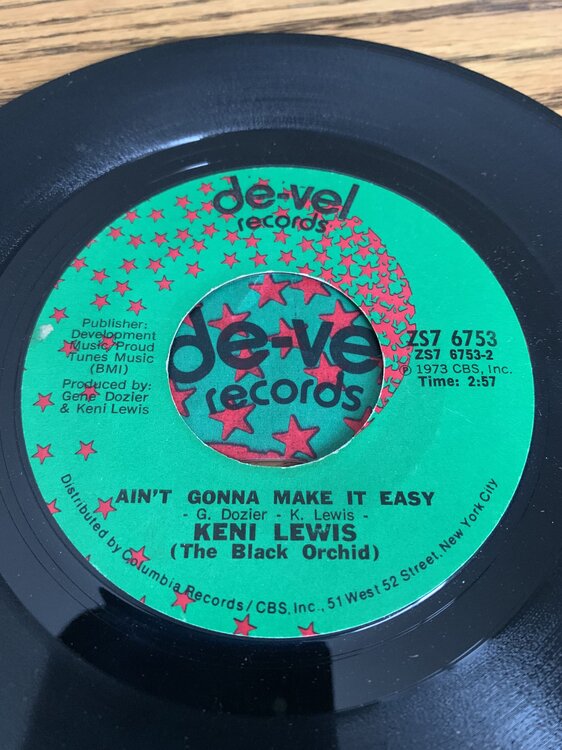 de-vel
records
Publisher:
Development
Music/Proud
Tunes Music
(BMI)
Produced by:
Gene Dozier
& Keni Lewis
ZS7 6753
ZS7 6753-2
℗ 1973 CBS, Inc.
Time: 2:57
de-ve
records
AIN'T GONNA MAKE IT EASY
- G. Dozier - K. Lewis -
KENI LEWIS
(The Black Orchid)
Distributed by Columbia Records/CBS, Inc., 51 West 52 Street, New York City